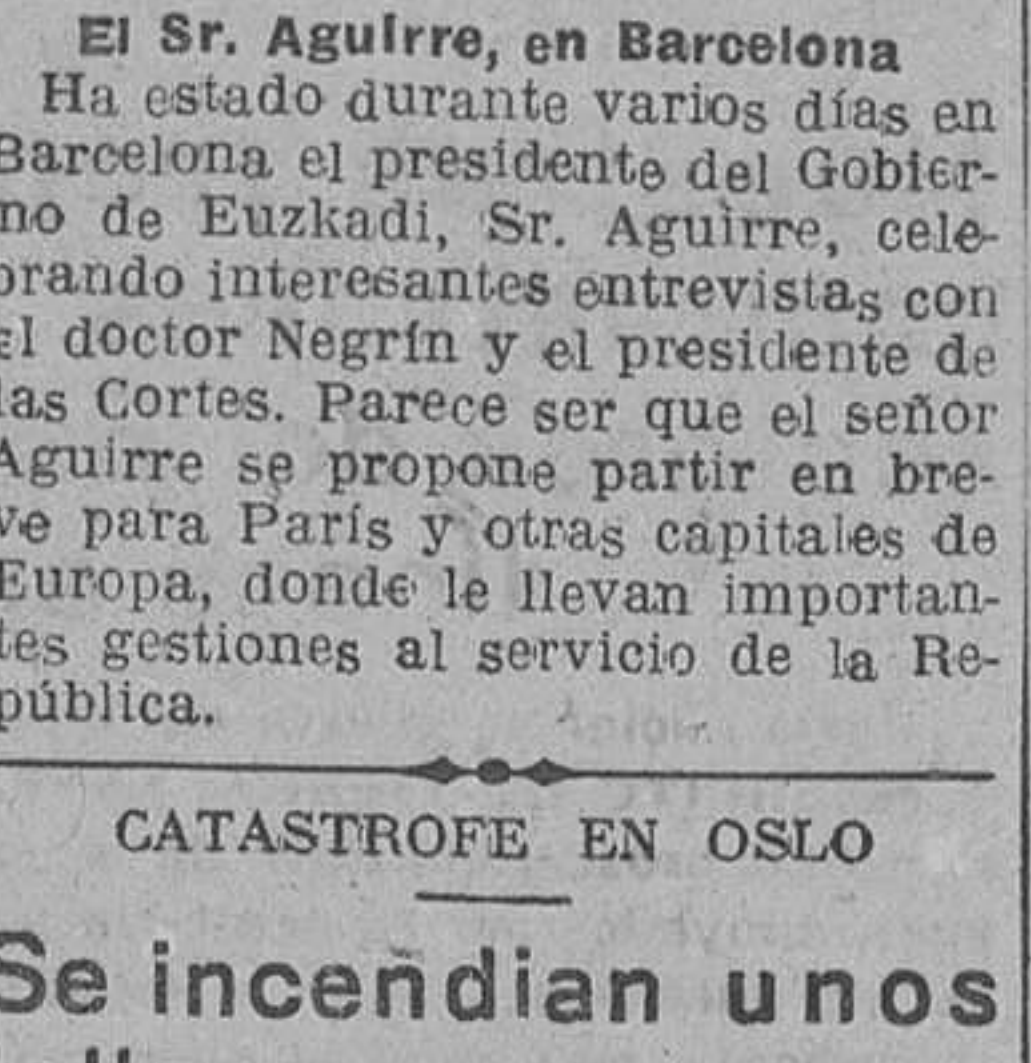 El Sr. Aguirre, en Barcelona
Ha estado durante varios días en
Barcelona el presidente del Gobier-
no de Euzkadi, Sr. Aguirre, cele-
brando interesantes entrevistas con
el doctor Negrín y el presidente de
las Cortes. Parece ser que el señor
Aguirre se propone partir en bre-
ve para París y otras capitales de
Europa, donde le llevan importan-
tes gestiones al servicio de la Re-
pública.
CATASTROFE EN OSLO
Se incendian unos